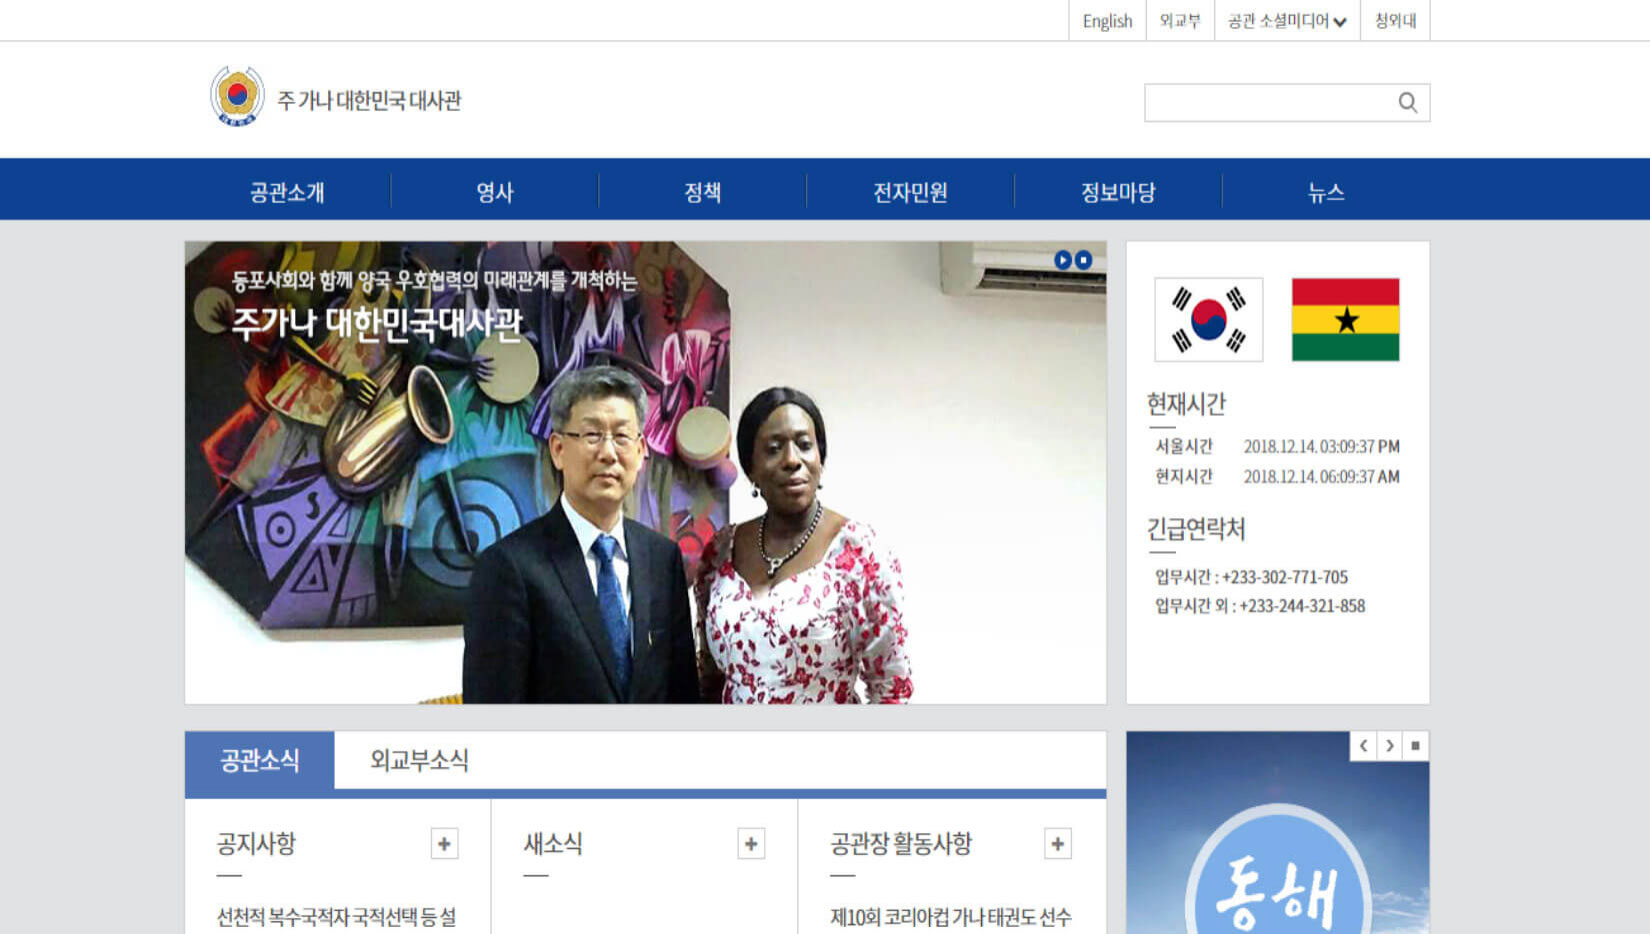 English
외교부
공관 소셜미디어
청와대
주 가나 대한민국 대사관
공관소개
영사
정책
전자민원
정보마당
뉴스
동포사회와 함께 양국 우호협력의 미래관계를 개척하는
주가나 대한민국대사관
현재시간
서울시간 2018.12.14. 03:09:37 PM
현지시간 2018.12.14. 06:09:37 AM
긴급연락처
업무시간 : +233-302-771-705
업무시간 외 : +233-244-321-858
공관소식
외교부소식
공지사항
새소식
공관장 활동사항
선천적 복수국적자 국적선택 등 설
제10회 코리아컵 가나 태권도 선수
동해